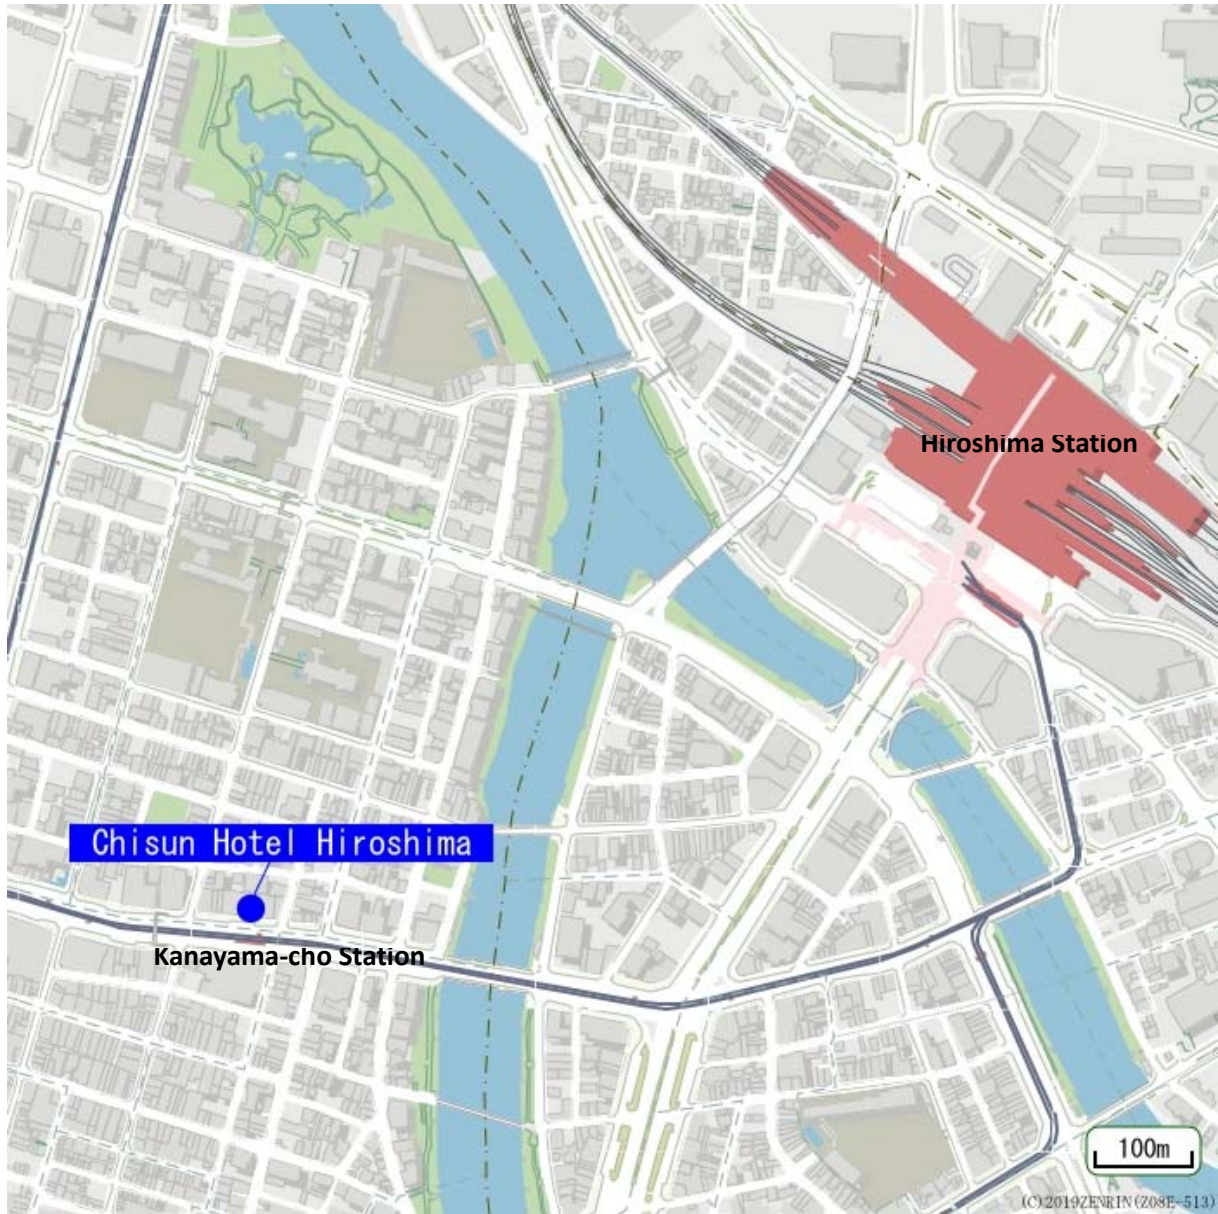 Hiroshima Station
Chisun Hotel Hiroshima
Kanayama-cho Station
100m
(C)2019ZENRIN(Z08E-513)